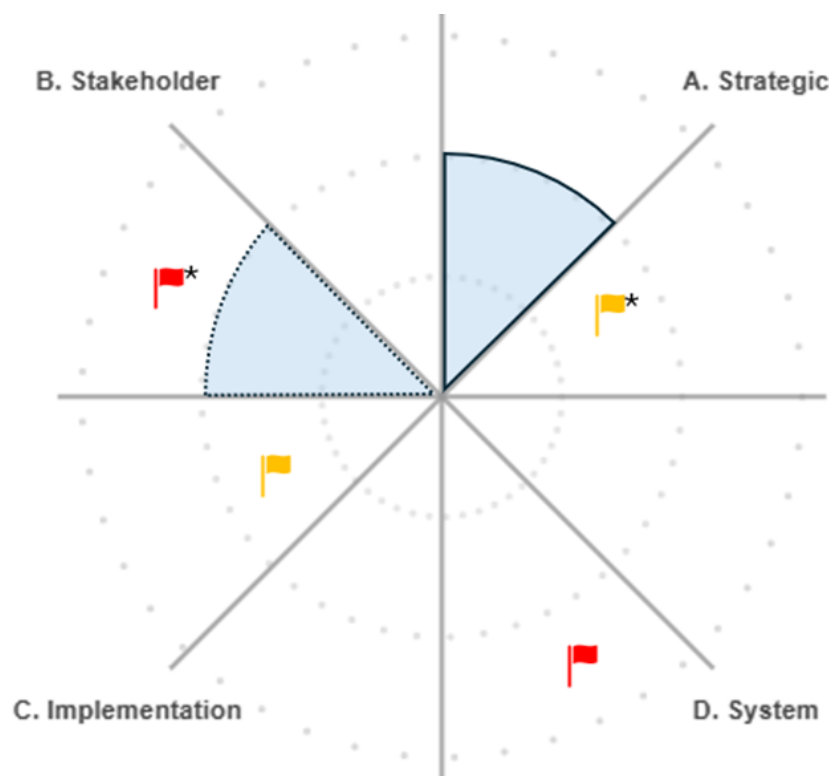 B. Stakeholder
A. Strategic
*
*
C. Implementation
D. System